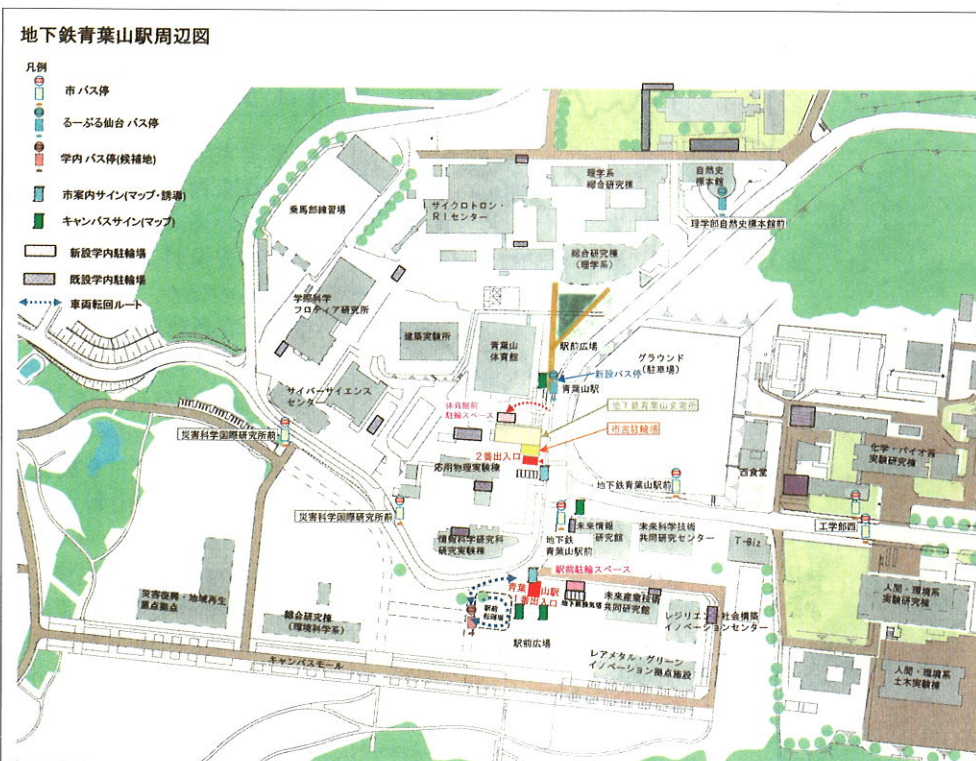 地下鉄青葉山駅周辺図
凡例
市 バス停
るーぷる仙台 バス停
学内 バス停(候補地)
市案内サイン(マップ・誘導)
キャンパスサイン(マップ)
新設学内駐輪場
既設学内駐輪場
車両転回ルート
乗馬部練習場
サイクロトロン・
RIセンター
理学系
総合研究棟
自然史
標本館
理学部自然史標本館前
総合研究棟
(理学系)
学際科学
フロティア研究所
建築実験所
青葉山
体育館
駅前広場
グラウンド
(駐車場)
新設バス停
青葉山駅
サイバーサイエンス
センター
体育館前
駐輪スペース
地下鉄青葉山変電所
市営駐輪場
災害科学国際研究所前
2番出入口
応用物理実験棟
地下鉄青葉山駅前
西食堂
化学・バイオ系
実験研究棟
災害科学国際研究所前
工学部西
情報科学研究科
研究実験棟
地下鉄
青葉山駅前
未来情報
研究館
未来科学技術
共同研究センター
T-Biz
駅前駐輪スペース
災害復興・地域再生
重点拠点
総合研究棟
(環境科学系)
駅前
転回場
青葉山駅
1番出入口
地下鉄換気塔
未来産業技術
共同研究館
レジリエント社会構築
イノベーションセンター
人間・環境系
実験研究棟
駅前広場
キャンパスモール
レアメタル・グリーン
イノベーション拠点施設
人間・環境系
土木実験棟